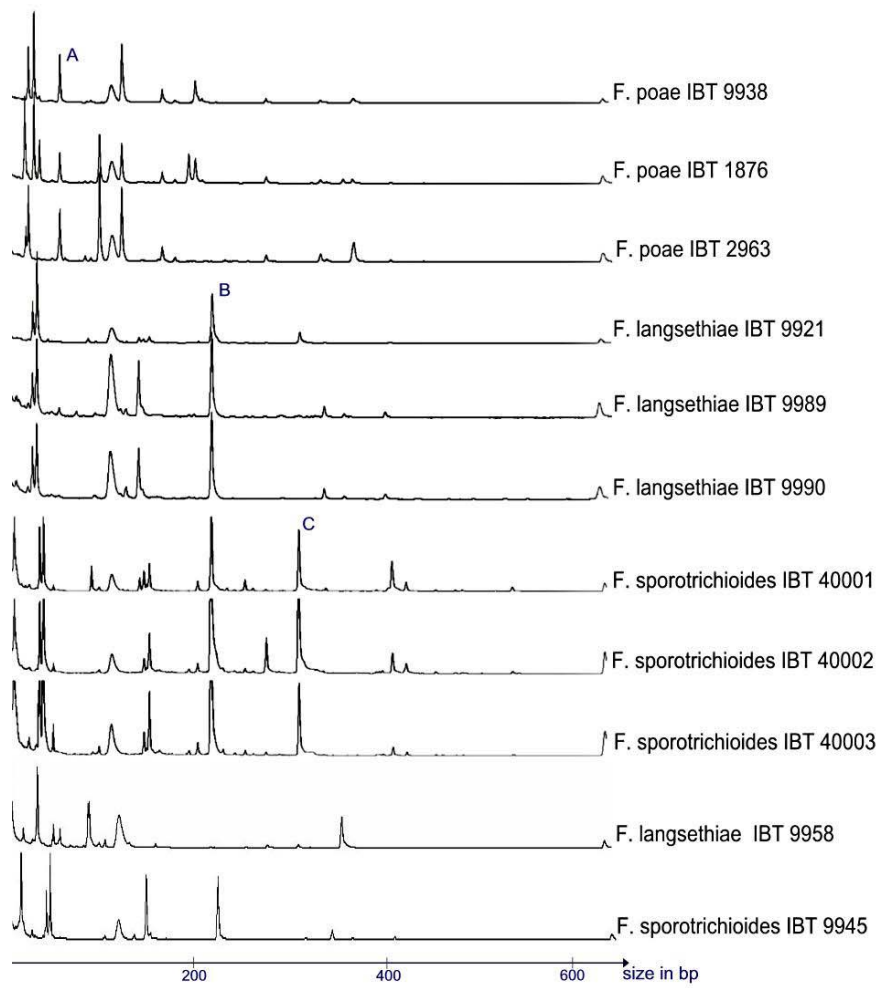 A
F. poae IBT 9938
F. poae IBT 1876
F. poae IBT 2963
B
F. langsethiae IBT 9921
F. langsethiae IBT 9989
F. langsethiae IBT 9990
C
F. sporotrichioides IBT 40001
F. sporotrichioides IBT 40002
F. sporotrichioides IBT 40003
F. langsethiae IBT 9958
F. sporotrichioides IBT 9945
200 400 600 size in bp